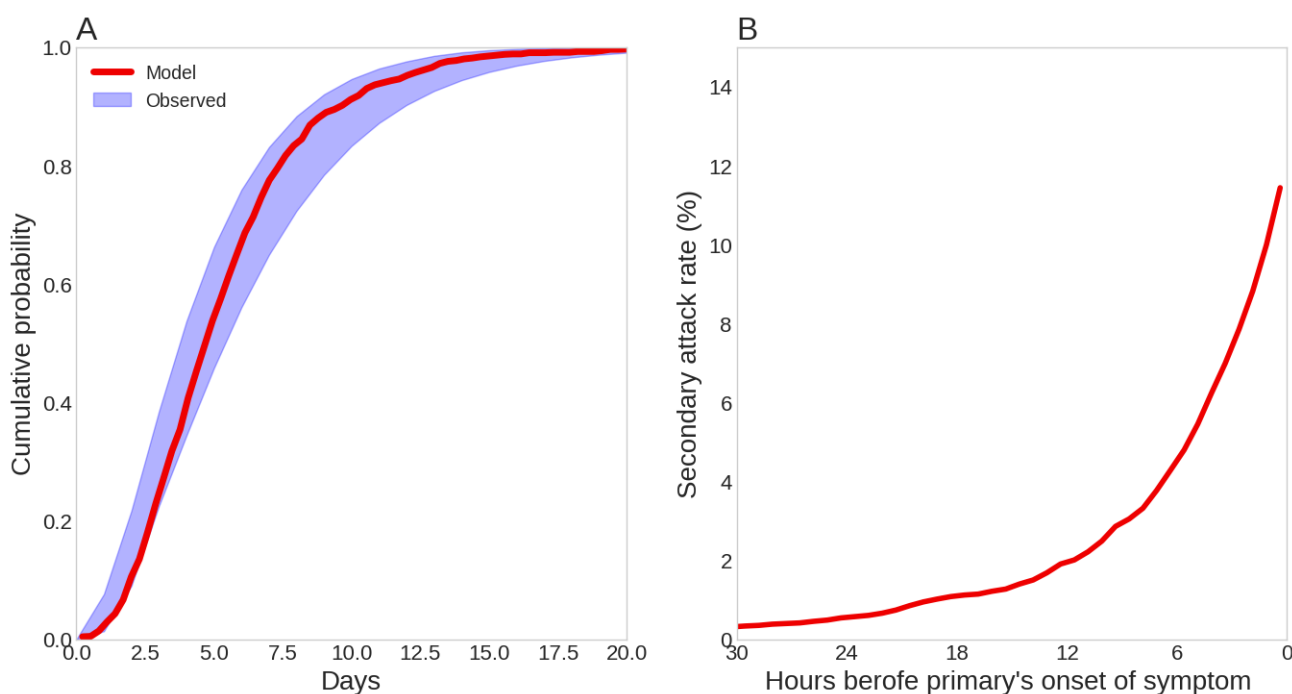 A
1.0
0.8
0.6
0.4
0.2
0.0
Cumulative probability
Model
Observed
0.0 2.5 5.0 7.5 10.0 12.5 15.0 17.5 20.0
Days
B
14
12
10
8
6
4
2
0
Secondary attack rate (%)
30 24 18 12 6 0
Hours berofe primary's onset of symptom